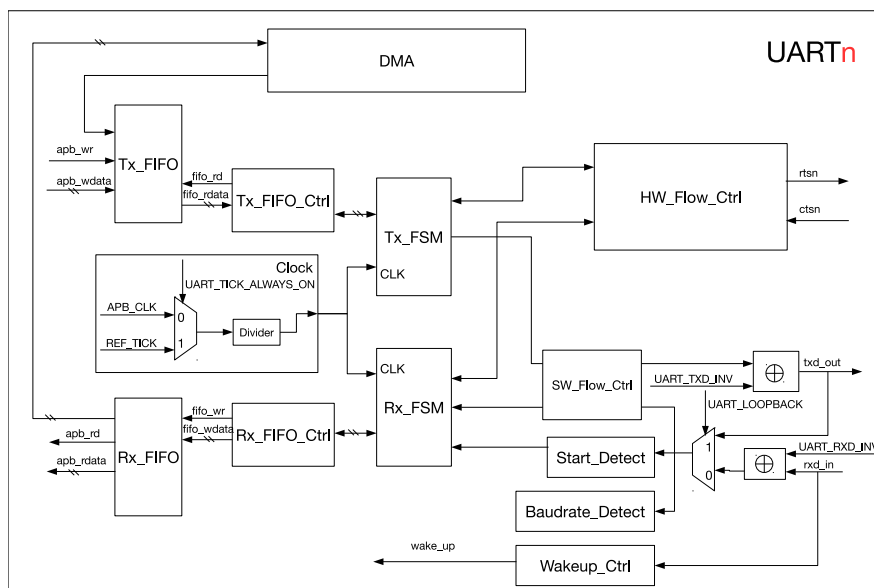 UARTn
DMA
apb_wr
Tx_FIFO
apb_wdata
fifo_rd
fifo_rdata
Tx_FIFO_Ctrl
Tx_FSM
CLK
HW_Flow_Ctrl
rtsn
ctsn
Clock
UART_TICK_ALWAYS_ON
APB_CLK
0
REF_TICK
1
Divider
CLK
Rx_FSM
SW_Flow_Ctrl
UART_TXD_INV
txd_out
UART_LOOPBACK
fifo_wr
fifo_wdata
Rx_FIFO_Ctrl
Rx_FIFO
apb_rd
apb_rdata
Start_Detect
1
0
UART_RXD_INV
rxd_in
Baudrate_Detect
wake_up
Wakeup_Ctrl